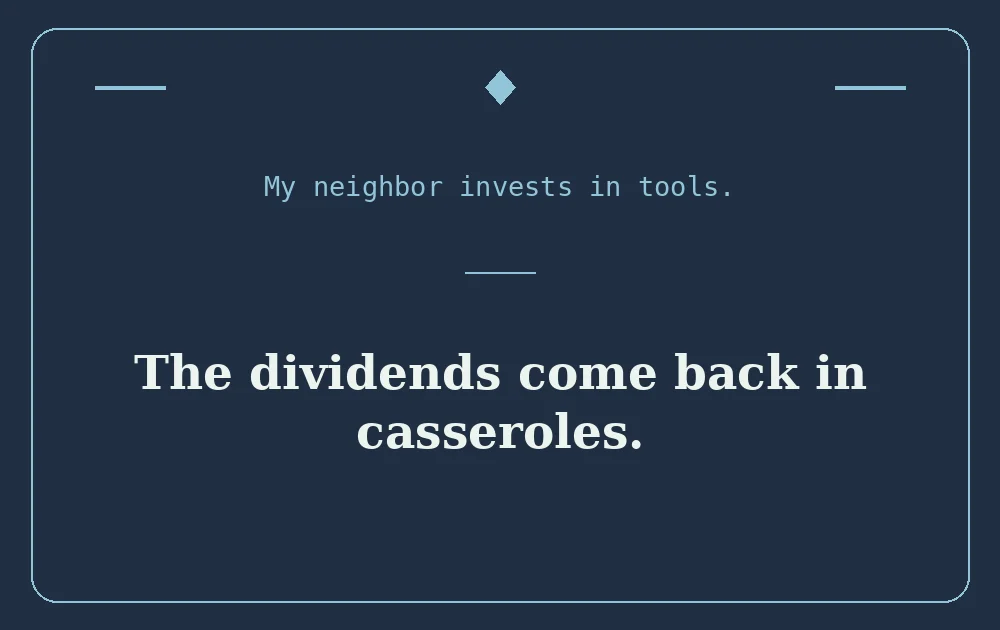 My neighbor invests in tools.
The dividends come back in
casseroles.